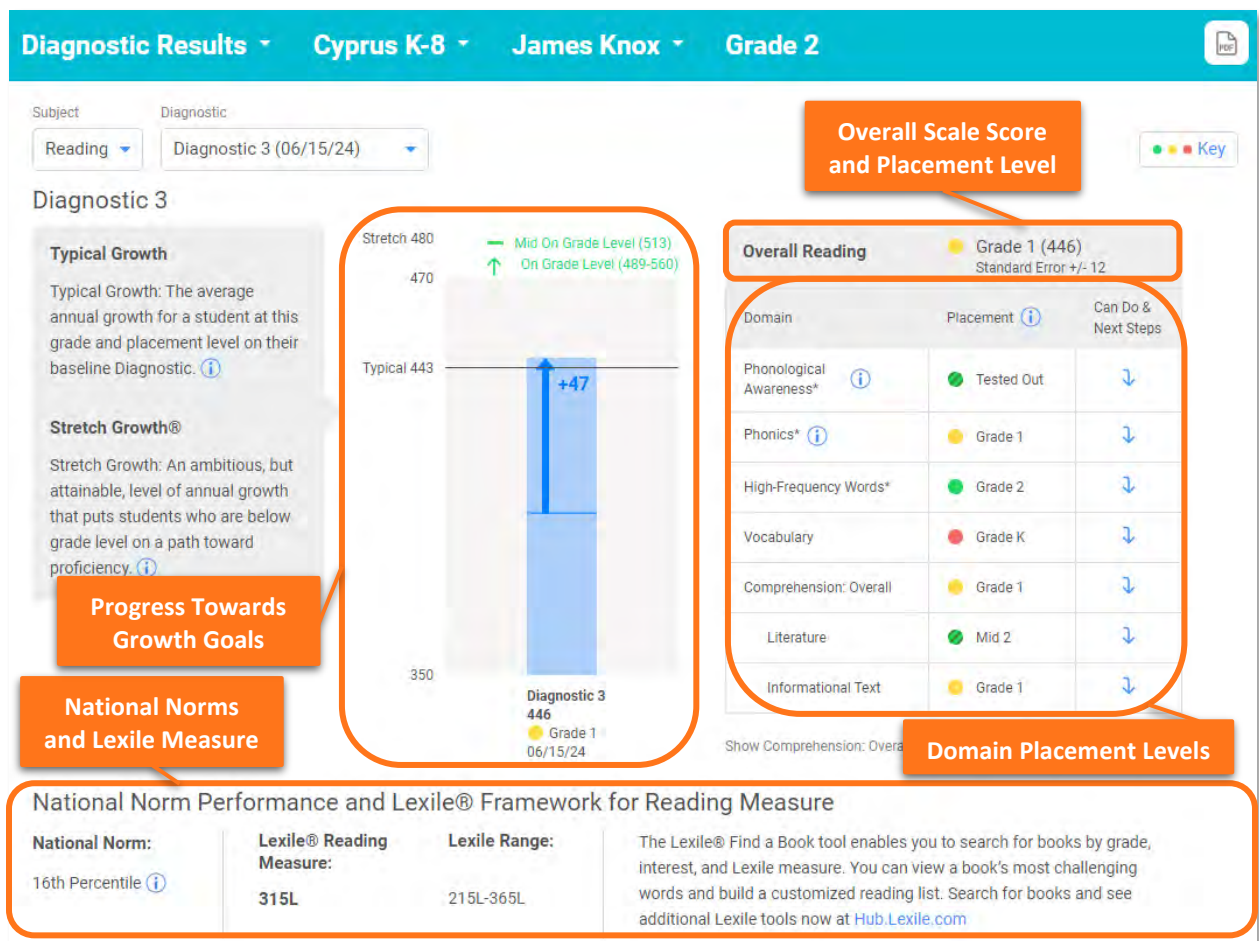 Diagnostic Results
Cyprus K-8
James Knox
Grade 2
PDF
Subject
Diagnostic
Reading
Diagnostic 3 (06/15/24)
Overall Scale Score
and Placement Level
Key
Diagnostic 3
Typical Growth
Typical Growth: The average
annual growth for a student at this
grade and placement level on their
baseline Diagnostic.
Stretch Growth®
Stretch Growth: An ambitious, but
attainable, level of annual growth
that puts students who are below
grade level on a path toward
proficiency.
Progress Towards
Growth Goals
Stretch 480
Mid On Grade Level (513)
On Grade Level (489-560)
470
Typical 443
+47
350
Diagnostic 3
446
Grade 1
06/15/24
Overall Reading
Grade 1 (446)
Standard Error +/- 12
Domain
Placement
Can Do &
Next Steps
Phonological
Awareness*
Tested Out
Phonics*
Grade 1
High-Frequency Words*
Grade 2
Vocabulary
Grade K
Comprehension: Overall
Grade 1
Literature
Mid 2
Informational Text
Grade 1
Show Comprehension: Overa
Domain Placement Levels
National Norms
and Lexile Measure
National Norm Performance and Lexile® Framework for Reading Measure
National Norm:
16th Percentile
Lexile® Reading
Measure:
315L
Lexile Range:
215L-365L
The Lexile® Find a Book tool enables you to search for books by grade,
interest, and Lexile measure. You can view a book's most challenging
words and build a customized reading list. Search for books and see
additional Lexile tools now at Hub.Lexile.com